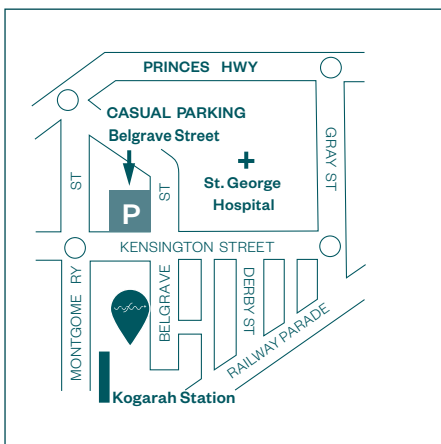 PRINCES HWY
CASUAL PARKING
Belgrave Street
GRAY ST
ST
ST
P
St. George
Hospital
KENSINGTON STREET
MONTGOME RY
BELGRAVE
DERBY ST
RAILWAY PARADE
Kogarah Station